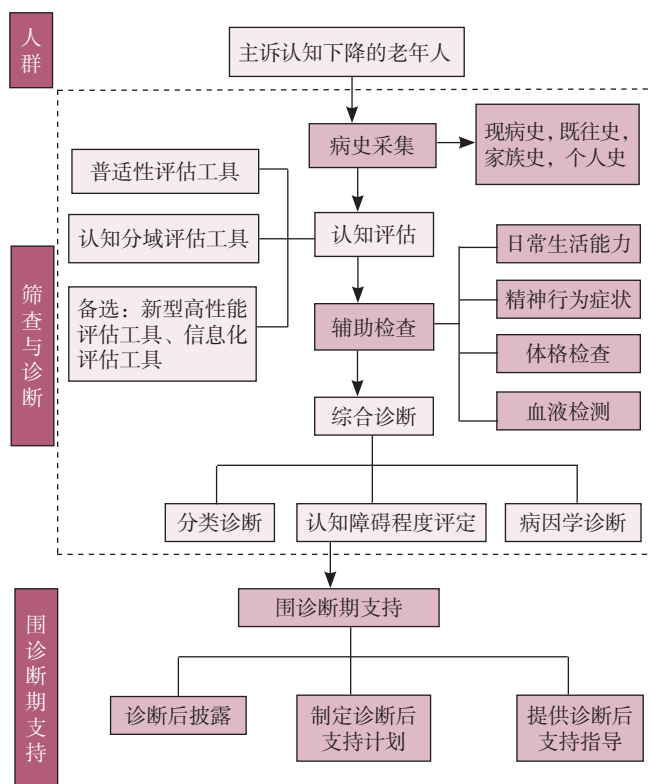 人群
主诉认知下降的老年人
病史采集
现病史，既往史，
家族史，个人史
普适性评估工具
认知分域评估工具
备选：新型高性能
评估工具、信息化
评估工具
认知评估
筛查与诊断
辅助检查
日常生活能力
精神行为症状
体格检查
血液检测
综合诊断
分类诊断
认知障碍程度评定
病因学诊断
围诊断期支持
围诊断期支持
诊断后披露
制定诊断后
支持计划
提供诊断后
支持指导